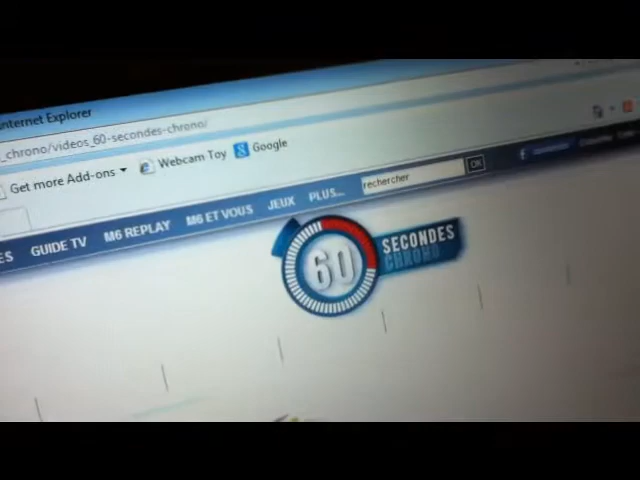 Internet Explorer
_chrono/videos_60-secondes-chrono/
Get more Add-ons Webcam Toy Google
GUIDE TV M6 REPLAY M6 ET VOUS JEUX PLUS... rechercher OK
60 SECONDES
CHRONO